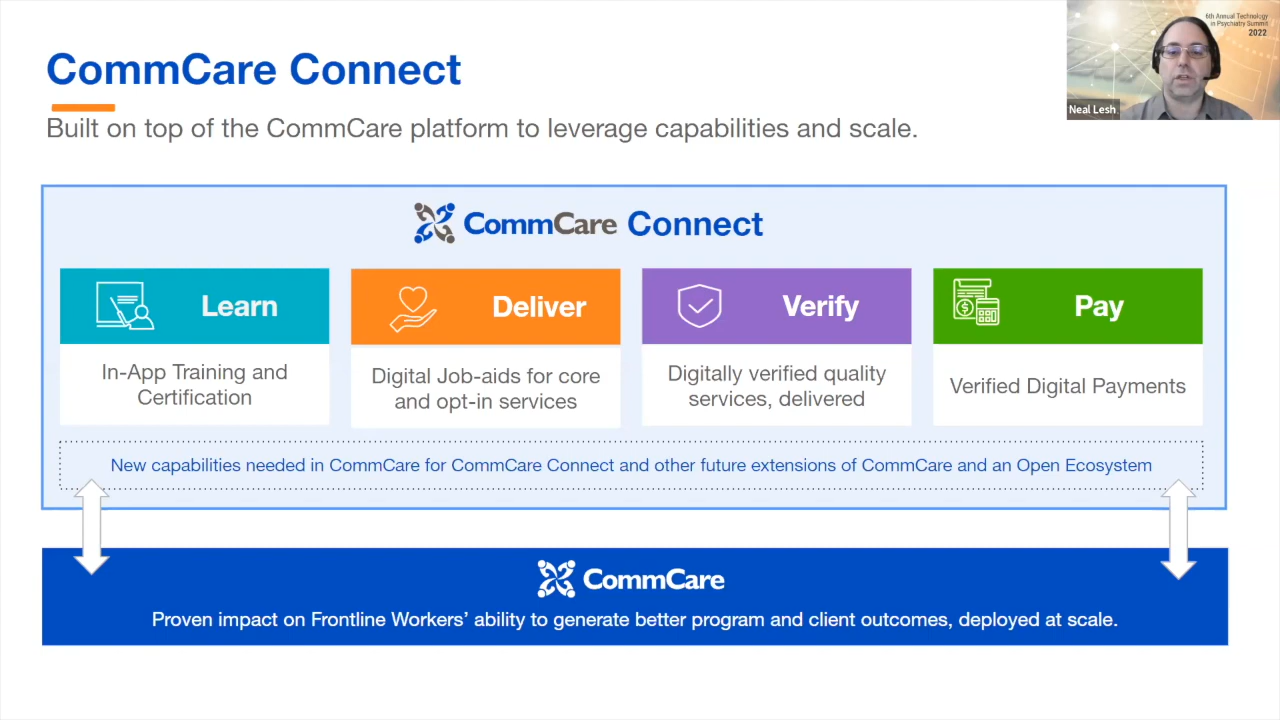 CommCare Connect
Built on top of the CommCare platform to leverage capabilities and scale.
6th Annual Technology
in Psychiatry Summit
2022
Neal Lesh
CommCare Connect
Learn
In-App Training and
Certification
Deliver
Digital Job-aids for core
and opt-in services
Verify
Digitally verified quality
services, delivered
Pay
Verified Digital Payments
New capabilities needed in CommCare for CommCare Connect and other future extensions of CommCare and an Open Ecosystem
CommCare
Proven impact on Frontline Workers' ability to generate better program and client outcomes, deployed at scale.